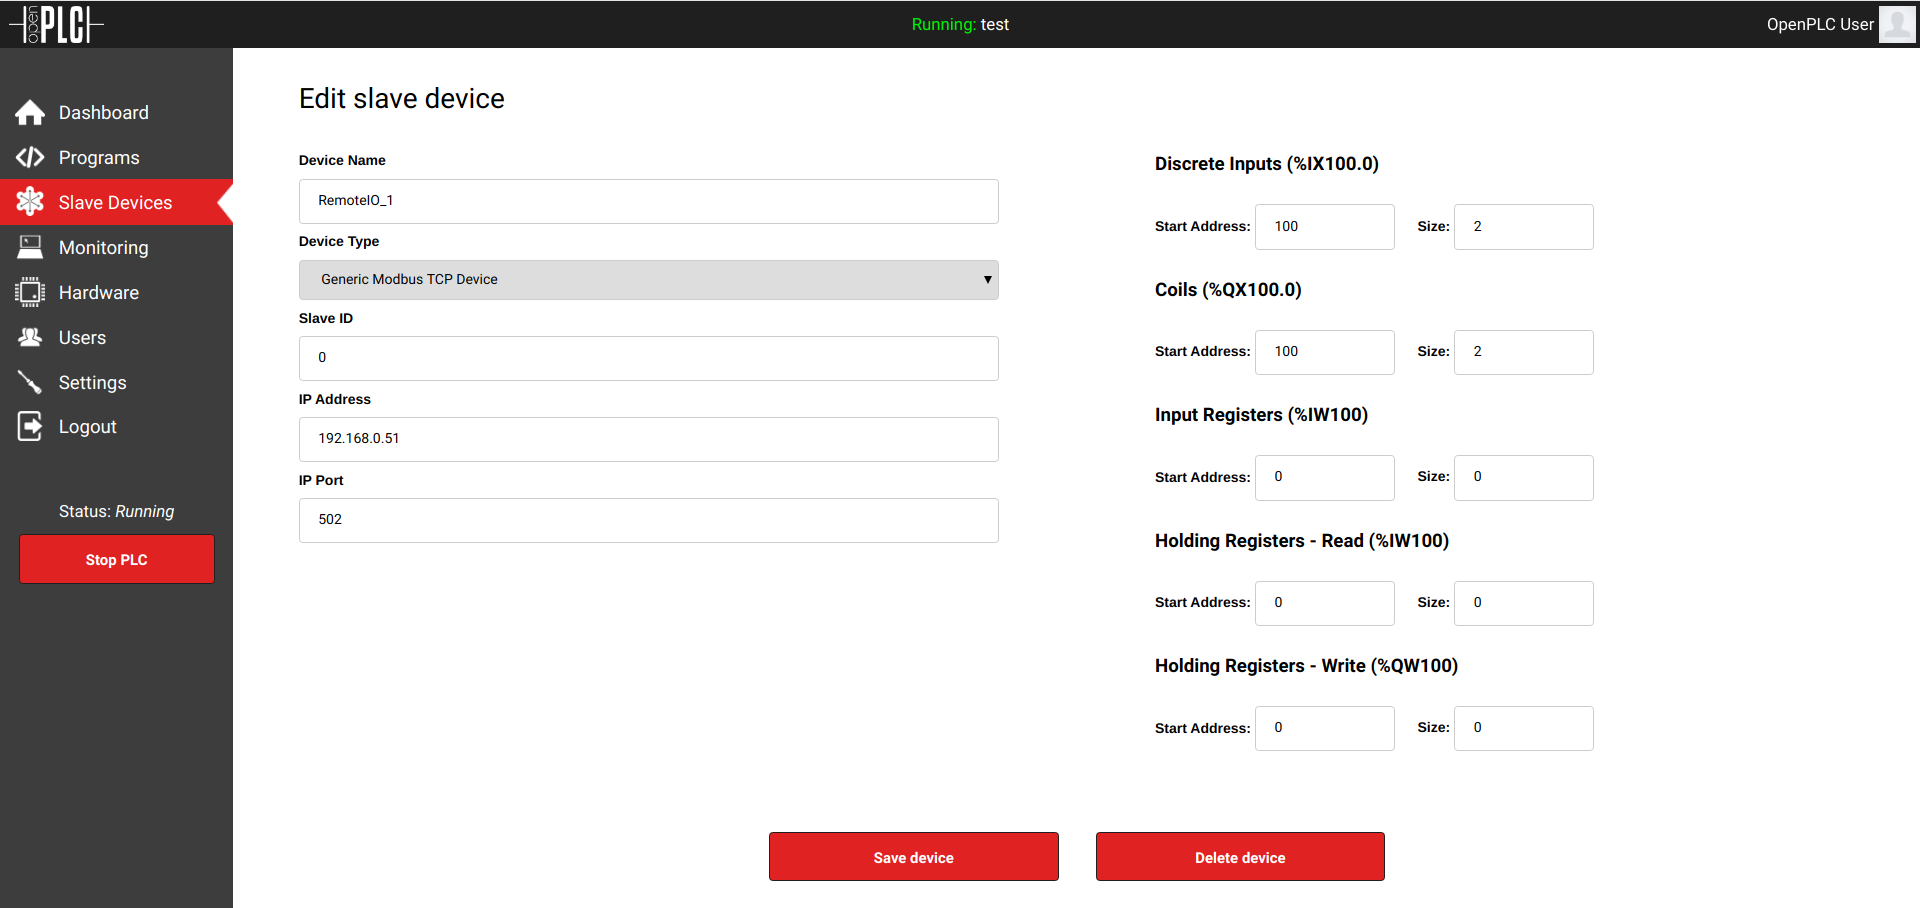 open PLC
Running: test
OpenPLC User
Dashboard
Programs
Slave Devices
Monitoring
Hardware
Users
Settings
Logout
Status: Running
Stop PLC
Edit slave device
Device Name
RemoteIO_1
Device Type
Generic Modbus TCP Device
Slave ID
0
IP Address
192.168.0.51
IP Port
502
Discrete Inputs (%IX100.0)
Start Address: 100 Size: 2
Coils (%QX100.0)
Start Address: 100 Size: 2
Input Registers (%IW100)
Start Address: 0 Size: 0
Holding Registers - Read (%IW100)
Start Address: 0 Size: 0
Holding Registers - Write (%QW100)
Start Address: 0 Size: 0
Save device
Delete device